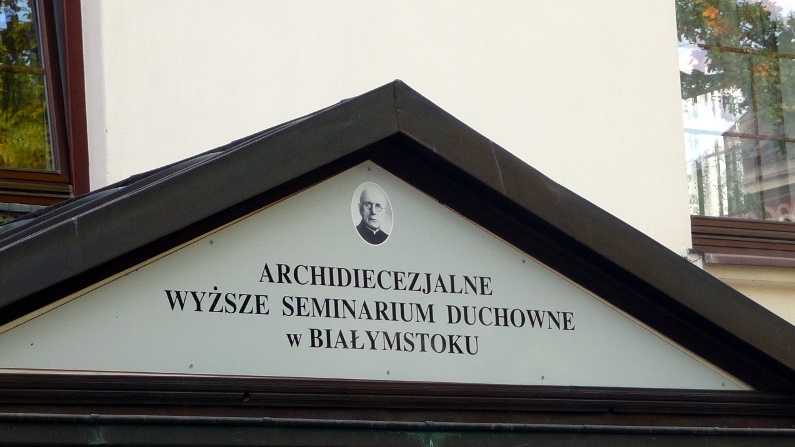 ARCHIDIECEZJALNE
WYŻSZE SEMINARIUM DUCHOWNE
w BIAŁYMSTOKU